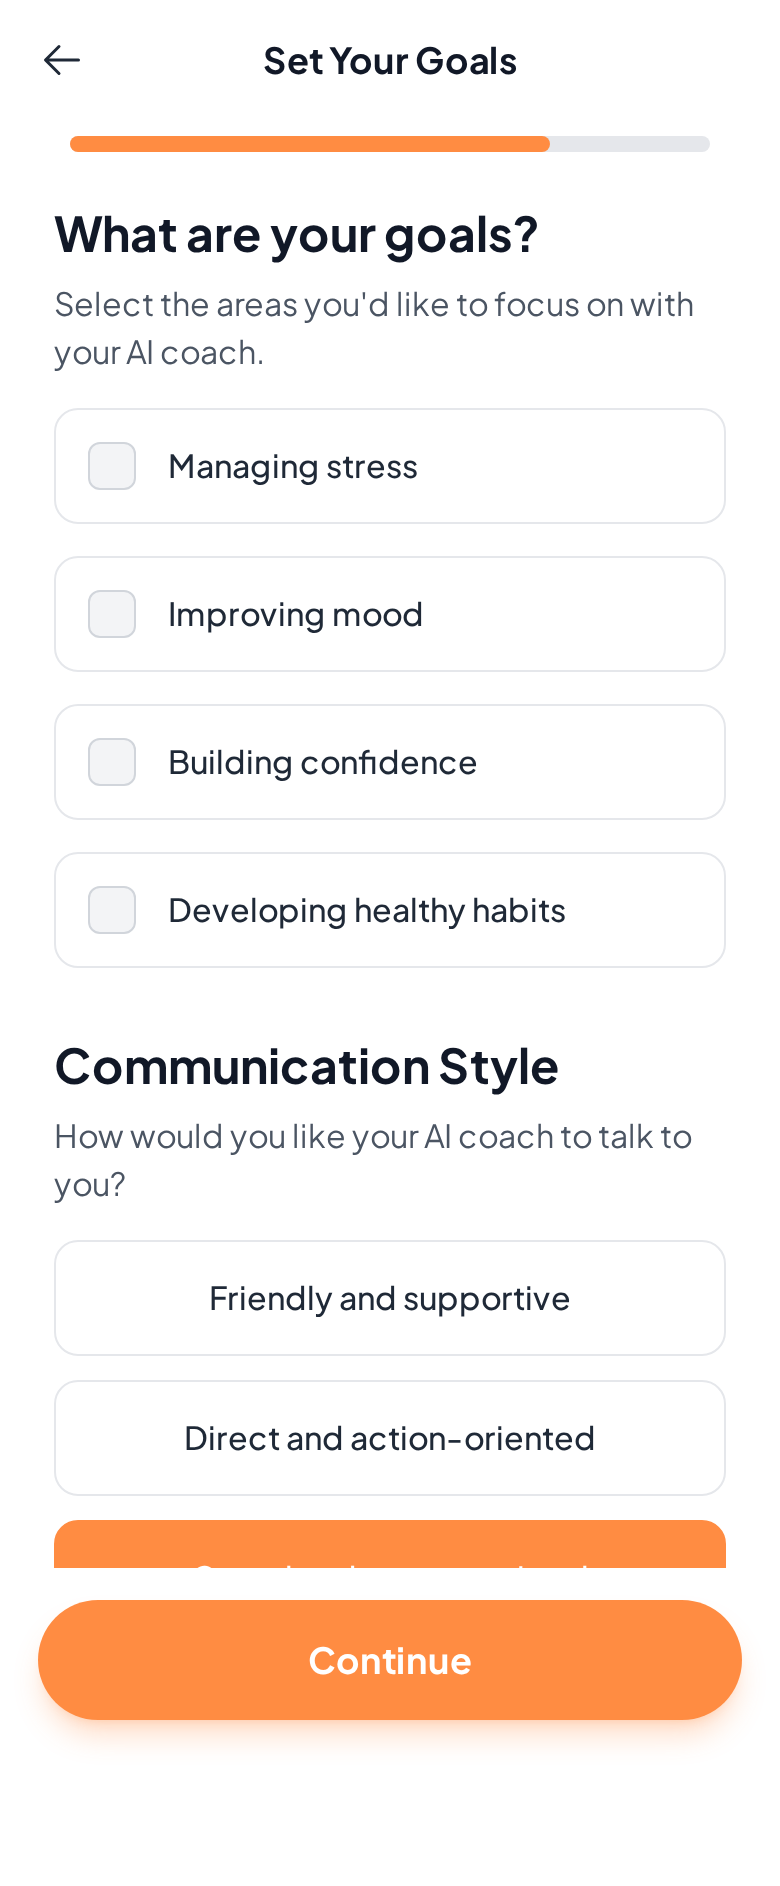 Set Your Goals
What are your goals?
Select the areas you'd like to focus on with
your AI coach.
Managing stress
Improving mood
Building confidence
Developing healthy habits
Communication Style
How would you like your AI coach to talk to
you?
Friendly and supportive
Direct and action-oriented
Continue